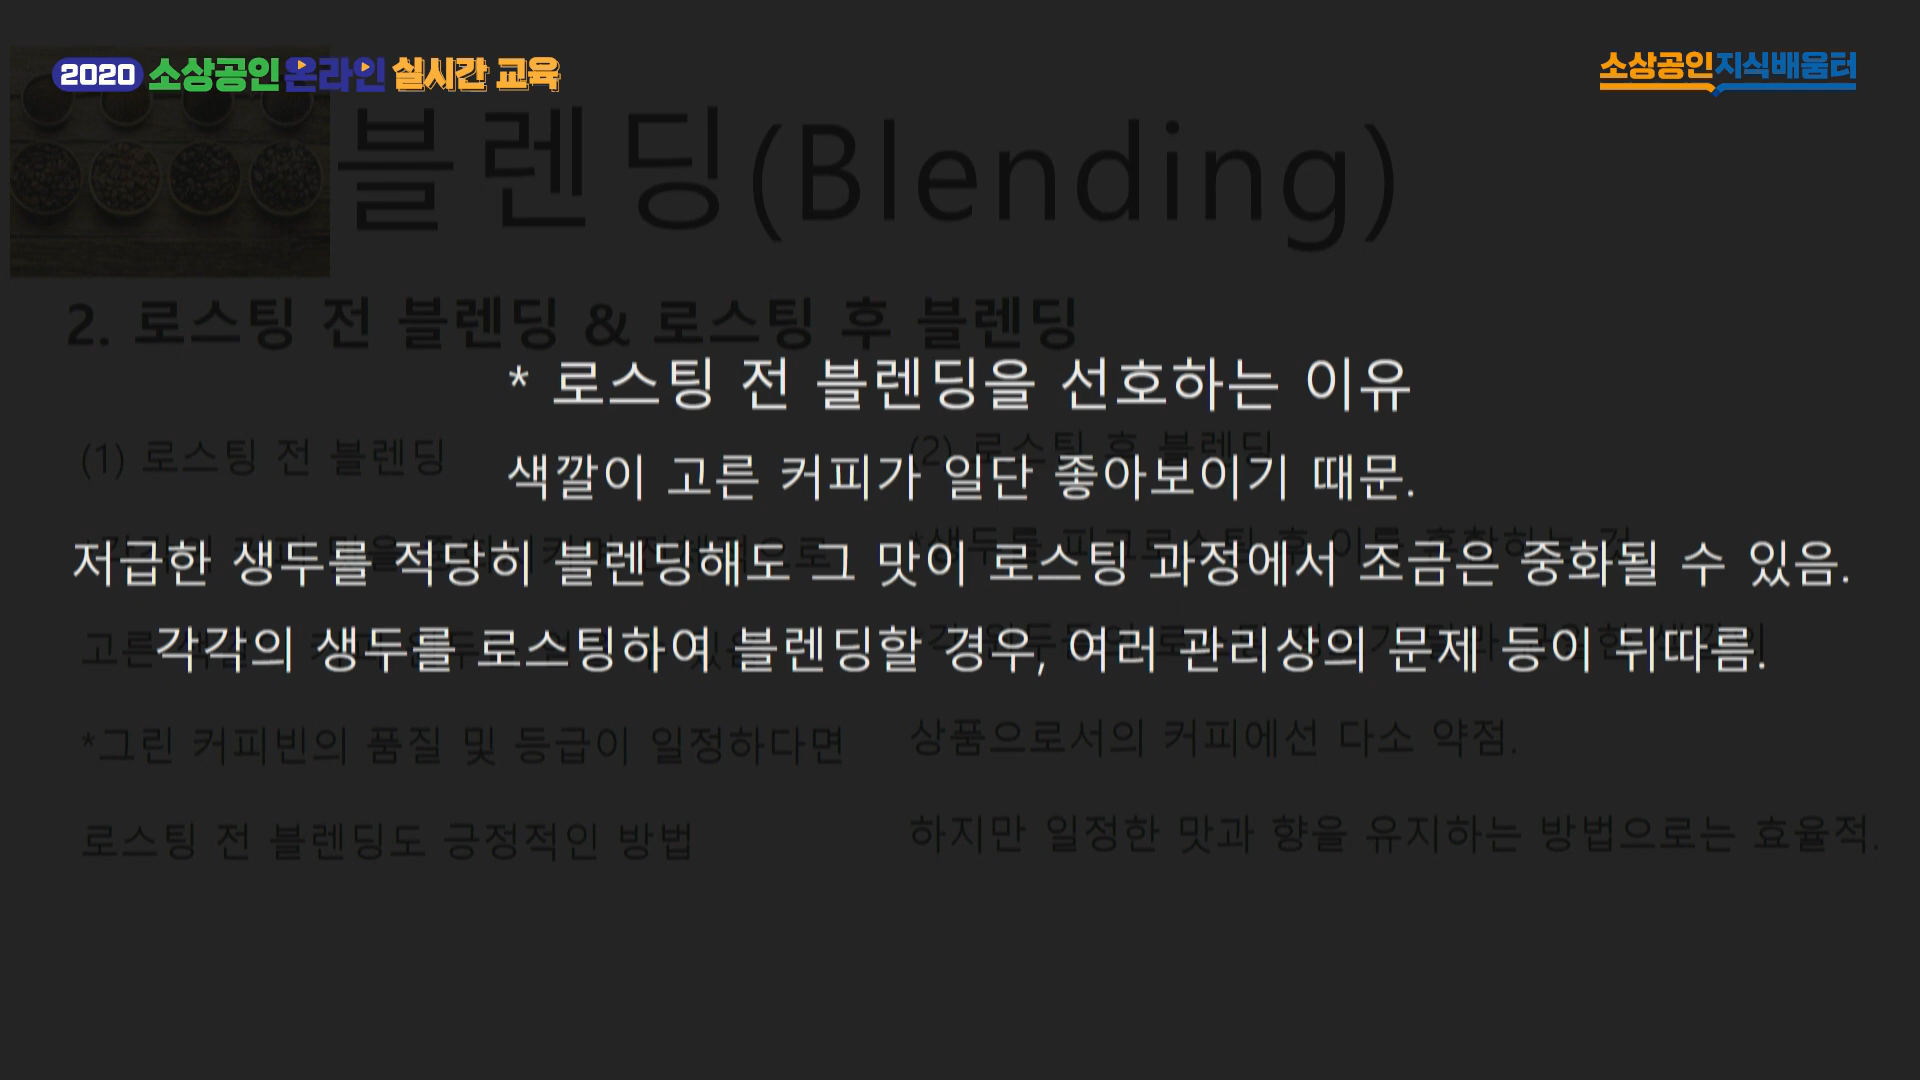 2020 소상공인 온라인 실시간 교육
소상공인지식배움터
블렌딩(Blending)
2. 로스팅 전 블렌딩 & 로스팅 후 블렌딩
* 로스팅 전 블렌딩을 선호하는 이유
(1) 로스팅 전 블렌딩
(2) 로스팅 후 블렌딩
색깔이 고른 커피가 일단 좋아보이기 때문.
저급한 생두를 적당히 블렌딩해도 그 맛이 로스팅 과정에서 조금은 중화될 수 있음.
각각의 생두를 로스팅하여 블렌딩할 경우, 여러 관리상의 문제 등이 뒤따름.
*그린 커피빈의 품질 및 등급이 일정하다면
로스팅 전 블렌딩도 긍정적인 방법
상품으로서의 커피에선 다소 약점.
하지만 일정한 맛과 향을 유지하는 방법으로는 효율적.